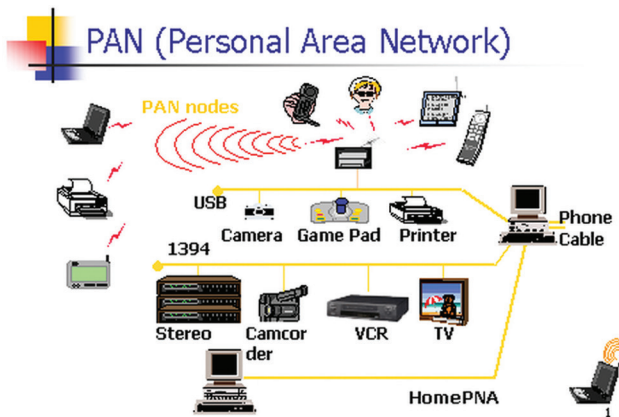 PAN (Personal Area Network)
PAN nodes
USB
Camera
Game Pad
Printer
Phone
Cable
1394
Stereo
Camcor
der
VCR
TV
HomePNA
1